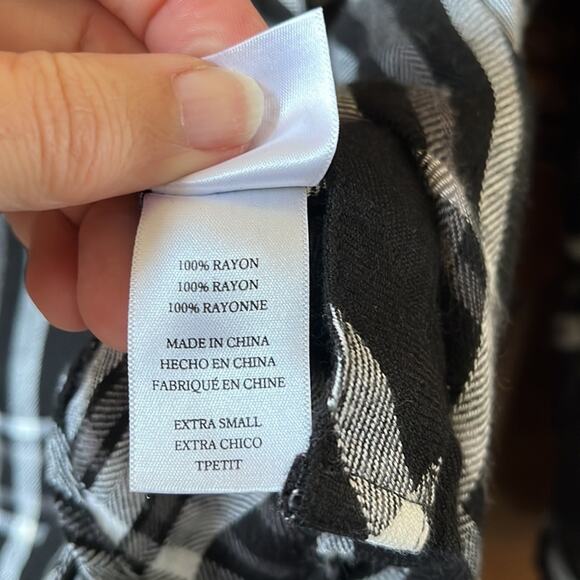 100% RAYON
100% RAYON
100% RAYONNE
MADE IN CHINA
HECHO EN CHINA
FABRIQUÉ EN CHINE
EXTRA SMALL
EXTRA CHICO
TPETIT